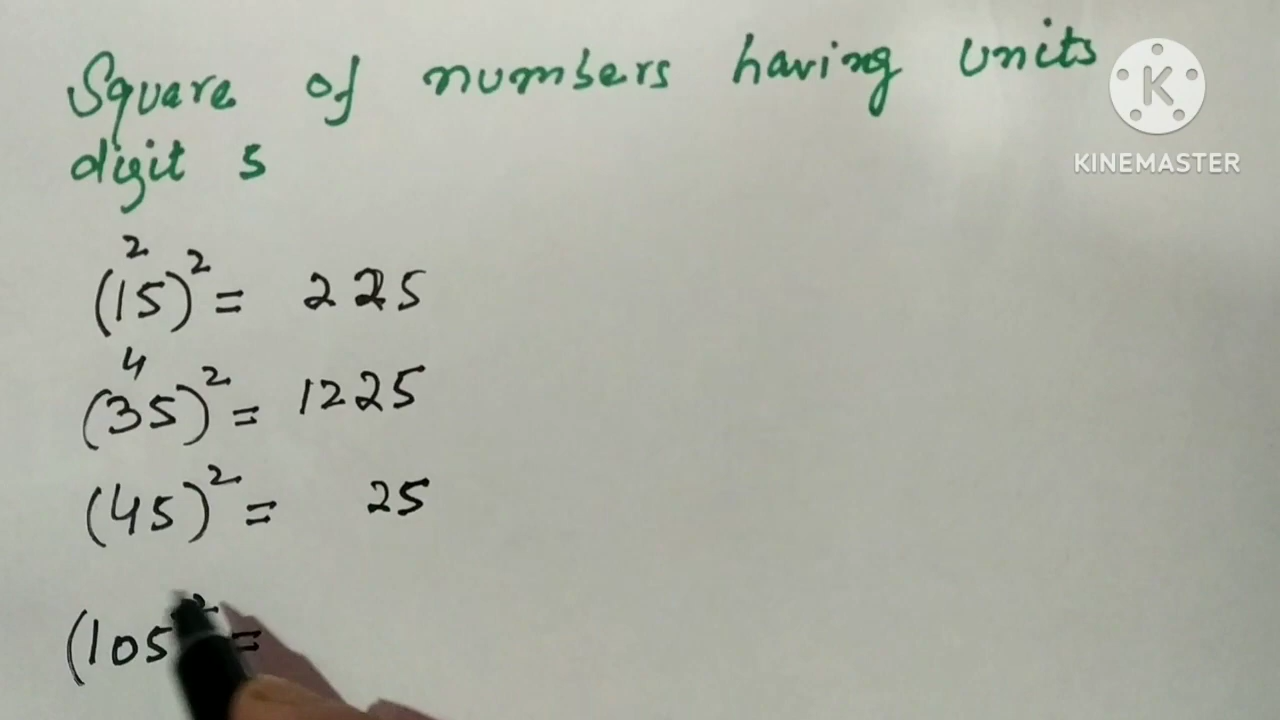 Square of numbers having units
digit 5
K
KINEMASTER
2
(15)² = 225
4
(35)² = 1225
(45)² = 25
(105)² =